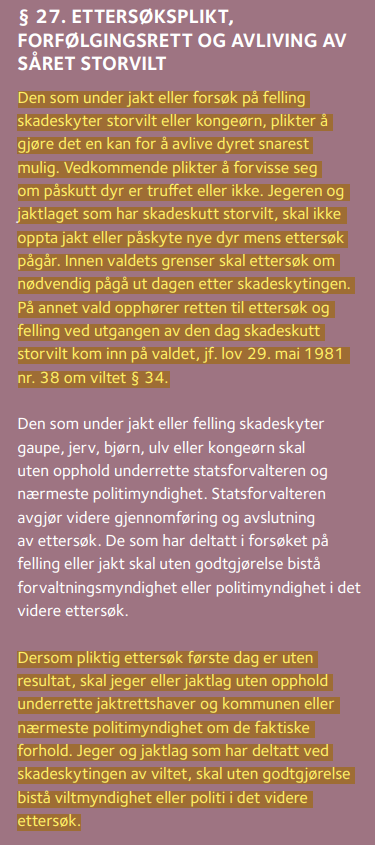 § 27. ETTERSØKSPLIKT,
FORFØLGINGSRETT OG AVLIVING AV
SÅRET STORVILT
Den som under jakt eller forsøk på felling
skadeskyter storvilt eller kongeørn, plikter å
gjøre det en kan for å avlive dyret snarest
mulig. Vedkommende plikter å forvisse seg
om påskutt dyr er truffet eller ikke. Jegeren og
jaktlaget som har skadeskutt storvilt, skal ikke
oppta jakt eller påskyte nye dyr mens ettersøk
pågår. Innen valdets grenser skal ettersøk om
nødvendig pågå ut dagen etter skadeskytingen.
På annet vald opphører retten til ettersøk og
felling ved utgangen av den dag skadeskutt
storvilt kom inn på valdet, jf. lov 29. mai 1981
nr. 38 om viltet § 34.
Den som under jakt eller felling skadeskyter
gaupe, jerv, bjørn, ulv eller kongeørn skal
uten opphold underrette statsforvalteren og
nærmeste politimyndighet. Statsforvalteren
avgjør videre gjennomføring og avslutning
av ettersøk. De som har deltatt i forsøket på
felling eller jakt skal uten godtgjørelse bistå
forvaltningsmyndighet eller politimyndighet i det
videre ettersøk.
Dersom pliktig ettersøk første dag er uten
resultat, skal jeger eller jaktlag uten opphold
underrette jaktrettshaver og kommunen eller
nærmeste politimyndighet om de faktiske
forhold. Jeger og jaktlag som har deltatt ved
skadeskytingen av viltet, skal uten godtgjørelse
bistå viltmyndighet eller politi i det videre
ettersøk.